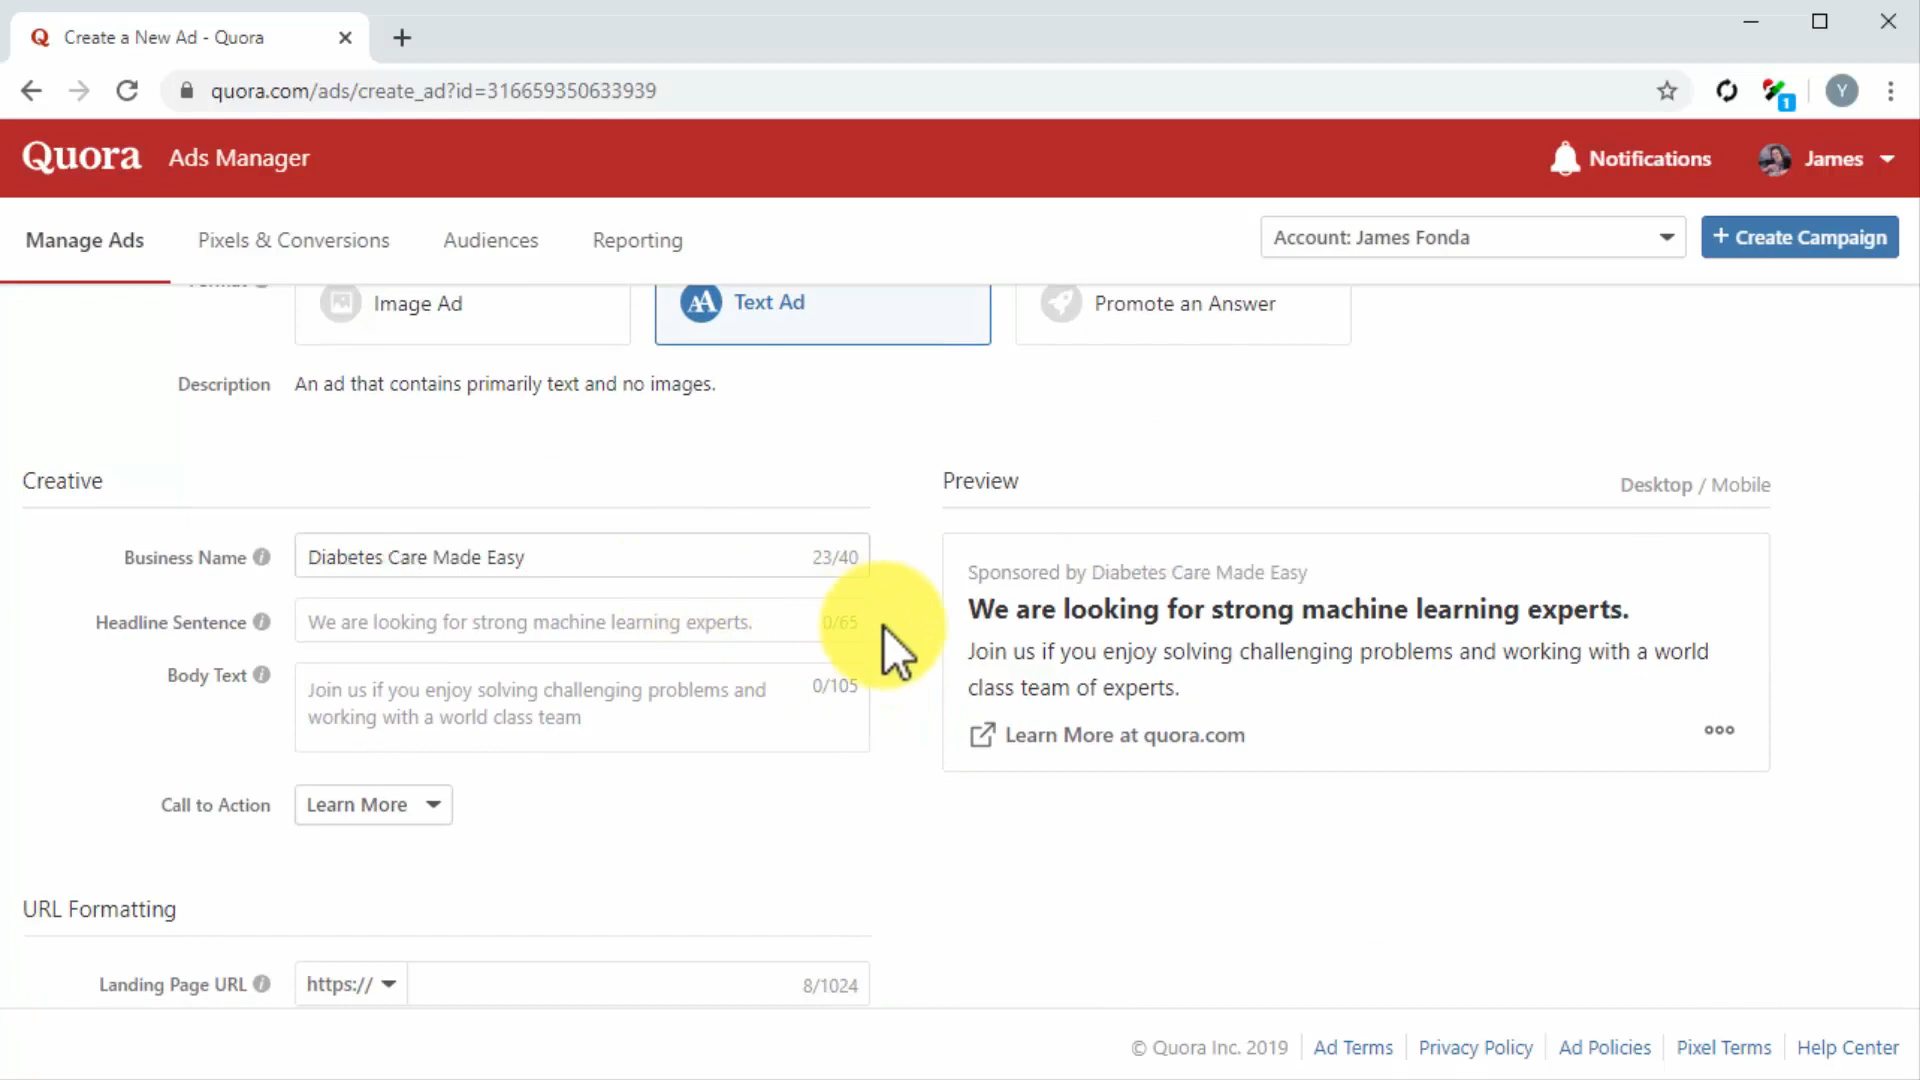 Q Create a New Ad - Quora
quora.com/ads/create_ad?id=316659350633939
1
Y
Quora Ads Manager
Notifications
James
Manage Ads
Pixels & Conversions
Audiences
Reporting
Account: James Fonda
+ Create Campaign
Format
Image Ad
AA Text Ad
Promote an Answer
Description An ad that contains primarily text and no images.
Creative
Business Name Diabetes Care Made Easy 23/40
Headline Sentence We are looking for strong machine learning experts. 0/65
Body Text Join us if you enjoy solving challenging problems and 0/105
working with a world class team
Call to Action Learn More
Preview
Desktop / Mobile
Sponsored by Diabetes Care Made Easy
We are looking for strong machine learning experts.
Join us if you enjoy solving challenging problems and working with a world
class team of experts.
Learn More at quora.com
URL Formatting
Landing Page URL https:// 8/1024
© Quora Inc. 2019 Ad Terms Privacy Policy Ad Policies Pixel Terms Help Center